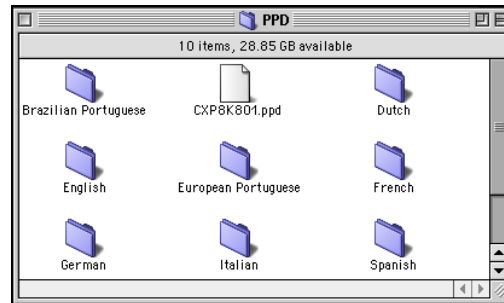 PPD
10 items, 28.85 GB available
Brazilian Portuguese
CXP8K801.ppd
Dutch
English
European Portuguese
French
German
Italian
Spanish